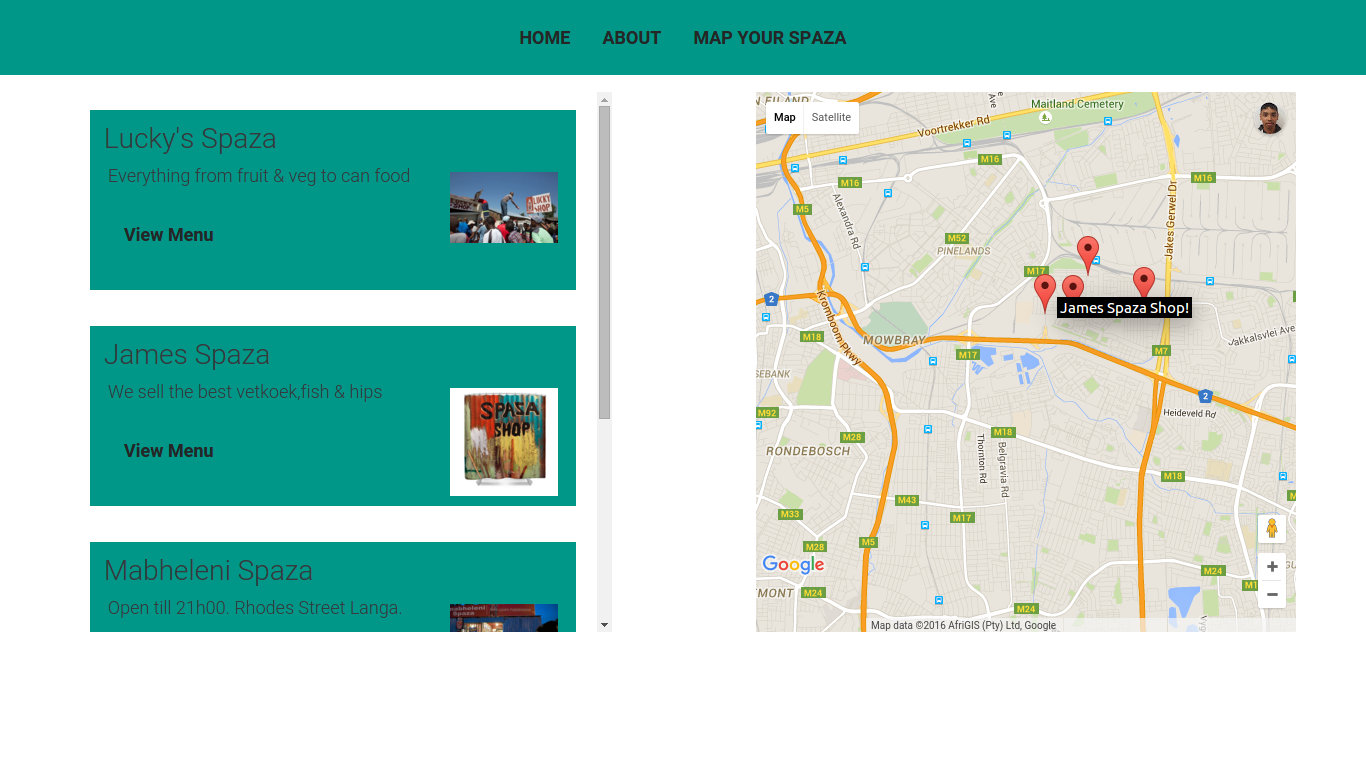 HOME ABOUT MAP YOUR SPAZA
Lucky's Spaza
Everything from fruit & veg to can food
LUCKY
SHOP
View Menu
James Spaza
We sell the best vetkoek,fish & hips
SPAZA
SHOP
View Menu
Mabheleni Spaza
Open till 21h00. Rhodes Street Langa.
Map Satellite
N EILAND
Ave
Maitland Cemetery
Voortrekker Rd
M16
M16
M16
M5
Alexandra Rd
Jakes Gerwel Dr
M52
PINELANDS
M17
2
James Spaza Shop!
Kromboom Pkwy
M18
MOWBRAY
M17
M7
Jakkalsvlei Ave
SEBANK
2
M92
Heideveld Rd
M28
M18
RONDEBOSCH
Thornton Rd
Belgravia Rd
M18
M43
M33
M17
M28
M5
Google
M24
MONT
M24
M24
Map data ©2016 AfriGIS (Pty) Ltd, Google